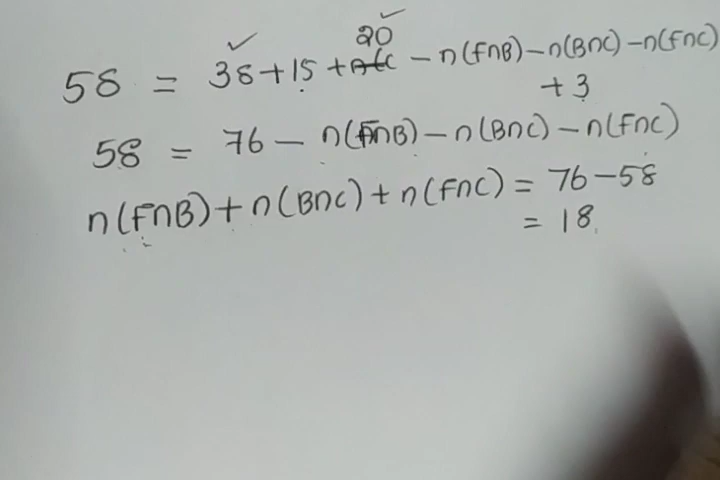 20
58 = 38 + 15 + n(C - n(F∩B) - n(B∩C) - n(F∩C)
+ 3
58 = 76 - n(F∩B) - n(B∩C) - n(F∩C)
n(F∩B) + n(B∩C) + n(F∩C) = 76 - 58
= 18